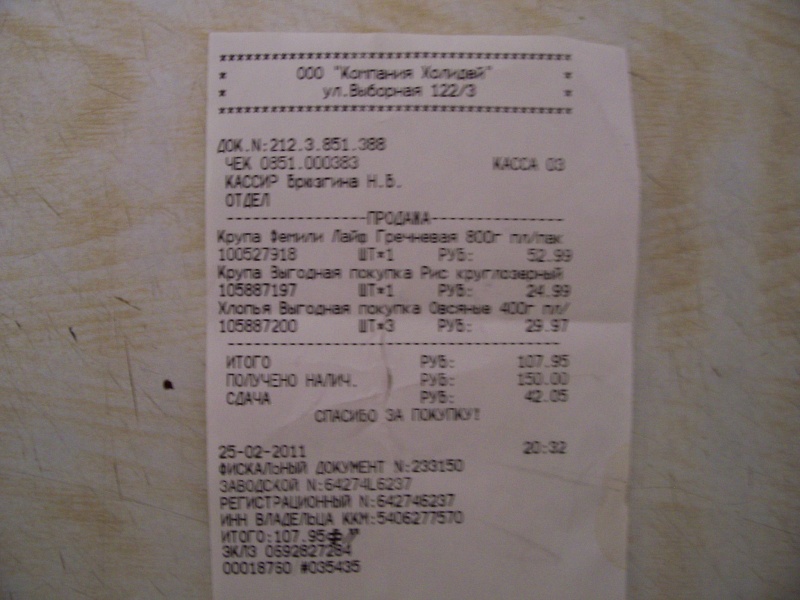 ********************************************
* ООО "Компания Холидей" *
* ул.Выборная 122/3 *
********************************************
ДОК.N:212.3.851.388
ЧЕК 0851.000383 КАССА 03
КАССИР Брюзгина Н.Б.
ОТДЕЛ
------------------ПРОДАЖА-----------------
Крупа Фемили Лайф Гречневая 800г пл/пак
100527918 ШТ*1 РУБ: 52.99
Крупа Выгодная покупка Рис круглозерный
105887197 ШТ*1 РУБ: 24.99
Хлопья Выгодная покупка Овсяные 400г пл/
105887200 ШТ*3 РУБ: 29.97
------------------------------------------
ИТОГО РУБ: 107.95
ПОЛУЧЕНО НАЛИЧ. РУБ: 150.00
СДАЧА РУБ: 42.05
СПАСИБО ЗА ПОКУПКУ!
25-02-2011 20:32
ФИСКАЛЬНЫЙ ДОКУМЕНТ N:233150
ЗАВОДСКОЙ N:64274L6237
РЕГИСТРАЦИОННЫЙ N:642746237
ИНН ВЛАДЕЛЬЦА ККМ:5406277570
ИТОГО:107.95
ЭКЛЗ 0692827264
00018760 #035435